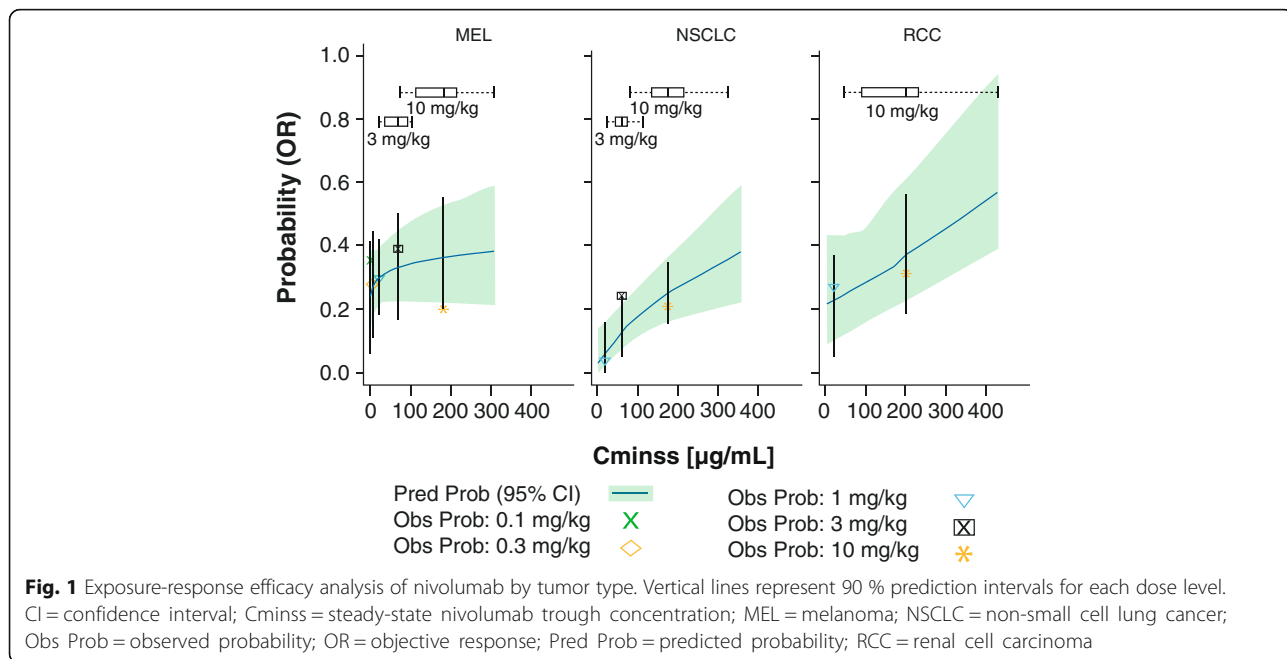 MEL NSCLC RCC
1.0
10 mg/kg 10 mg/kg 10 mg/kg
0.8
3 mg/kg 3 mg/kg
0.6
0.4
0.2
0.0
Probability (OR)
0 100 200 300 400 0 100 200 300 400 0 100 200 300 400
Cminss [µg/mL]
Pred Prob (95% CI)
Obs Prob: 0.1 mg/kg
Obs Prob: 0.3 mg/kg
Obs Prob: 1 mg/kg
Obs Prob: 3 mg/kg
Obs Prob: 10 mg/kg
Fig. 1 Exposure-response efficacy analysis of nivolumab by tumor type. Vertical lines represent 90 % prediction intervals for each dose level.
CI = confidence interval; Cminss = steady-state nivolumab trough concentration; MEL = melanoma; NSCLC = non-small cell lung cancer;
Obs Prob = observed probability; OR = objective response; Pred Prob = predicted probability; RCC = renal cell carcinoma